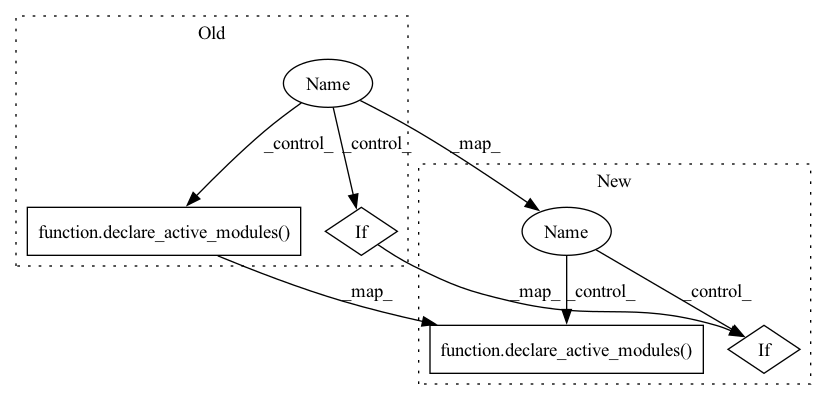 Old
Name
_control_
_control_
_map_
New
function.declare_active_modules()
If
Name
_map_
_map_
_control_
_control_
function.declare_active_modules()
If